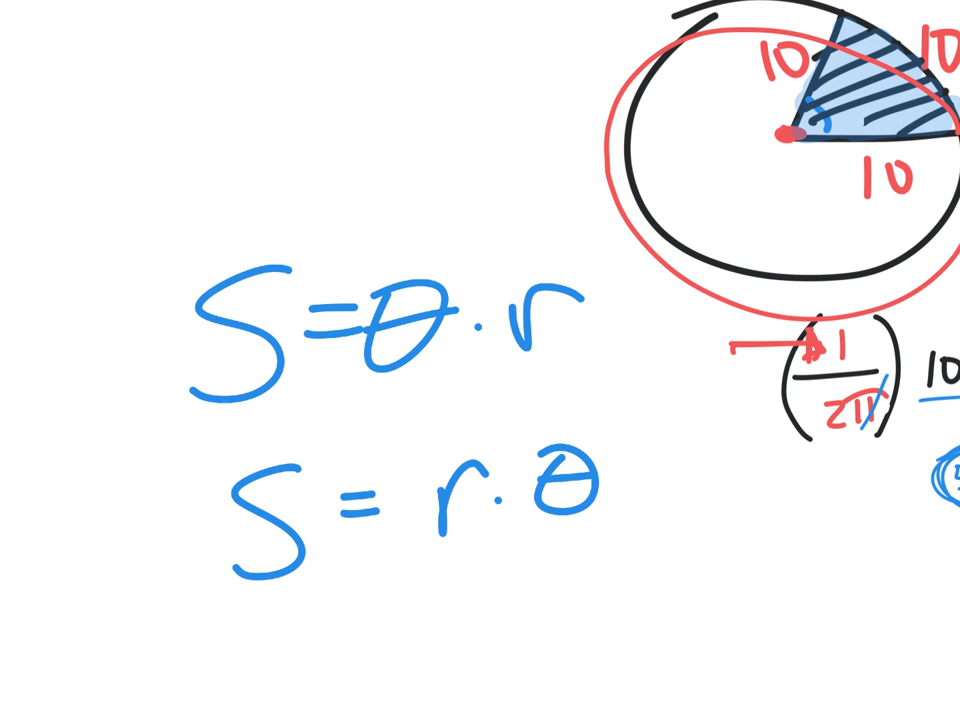 10 10
10
S = θ · r
(1/2π) 10
S = r · θ